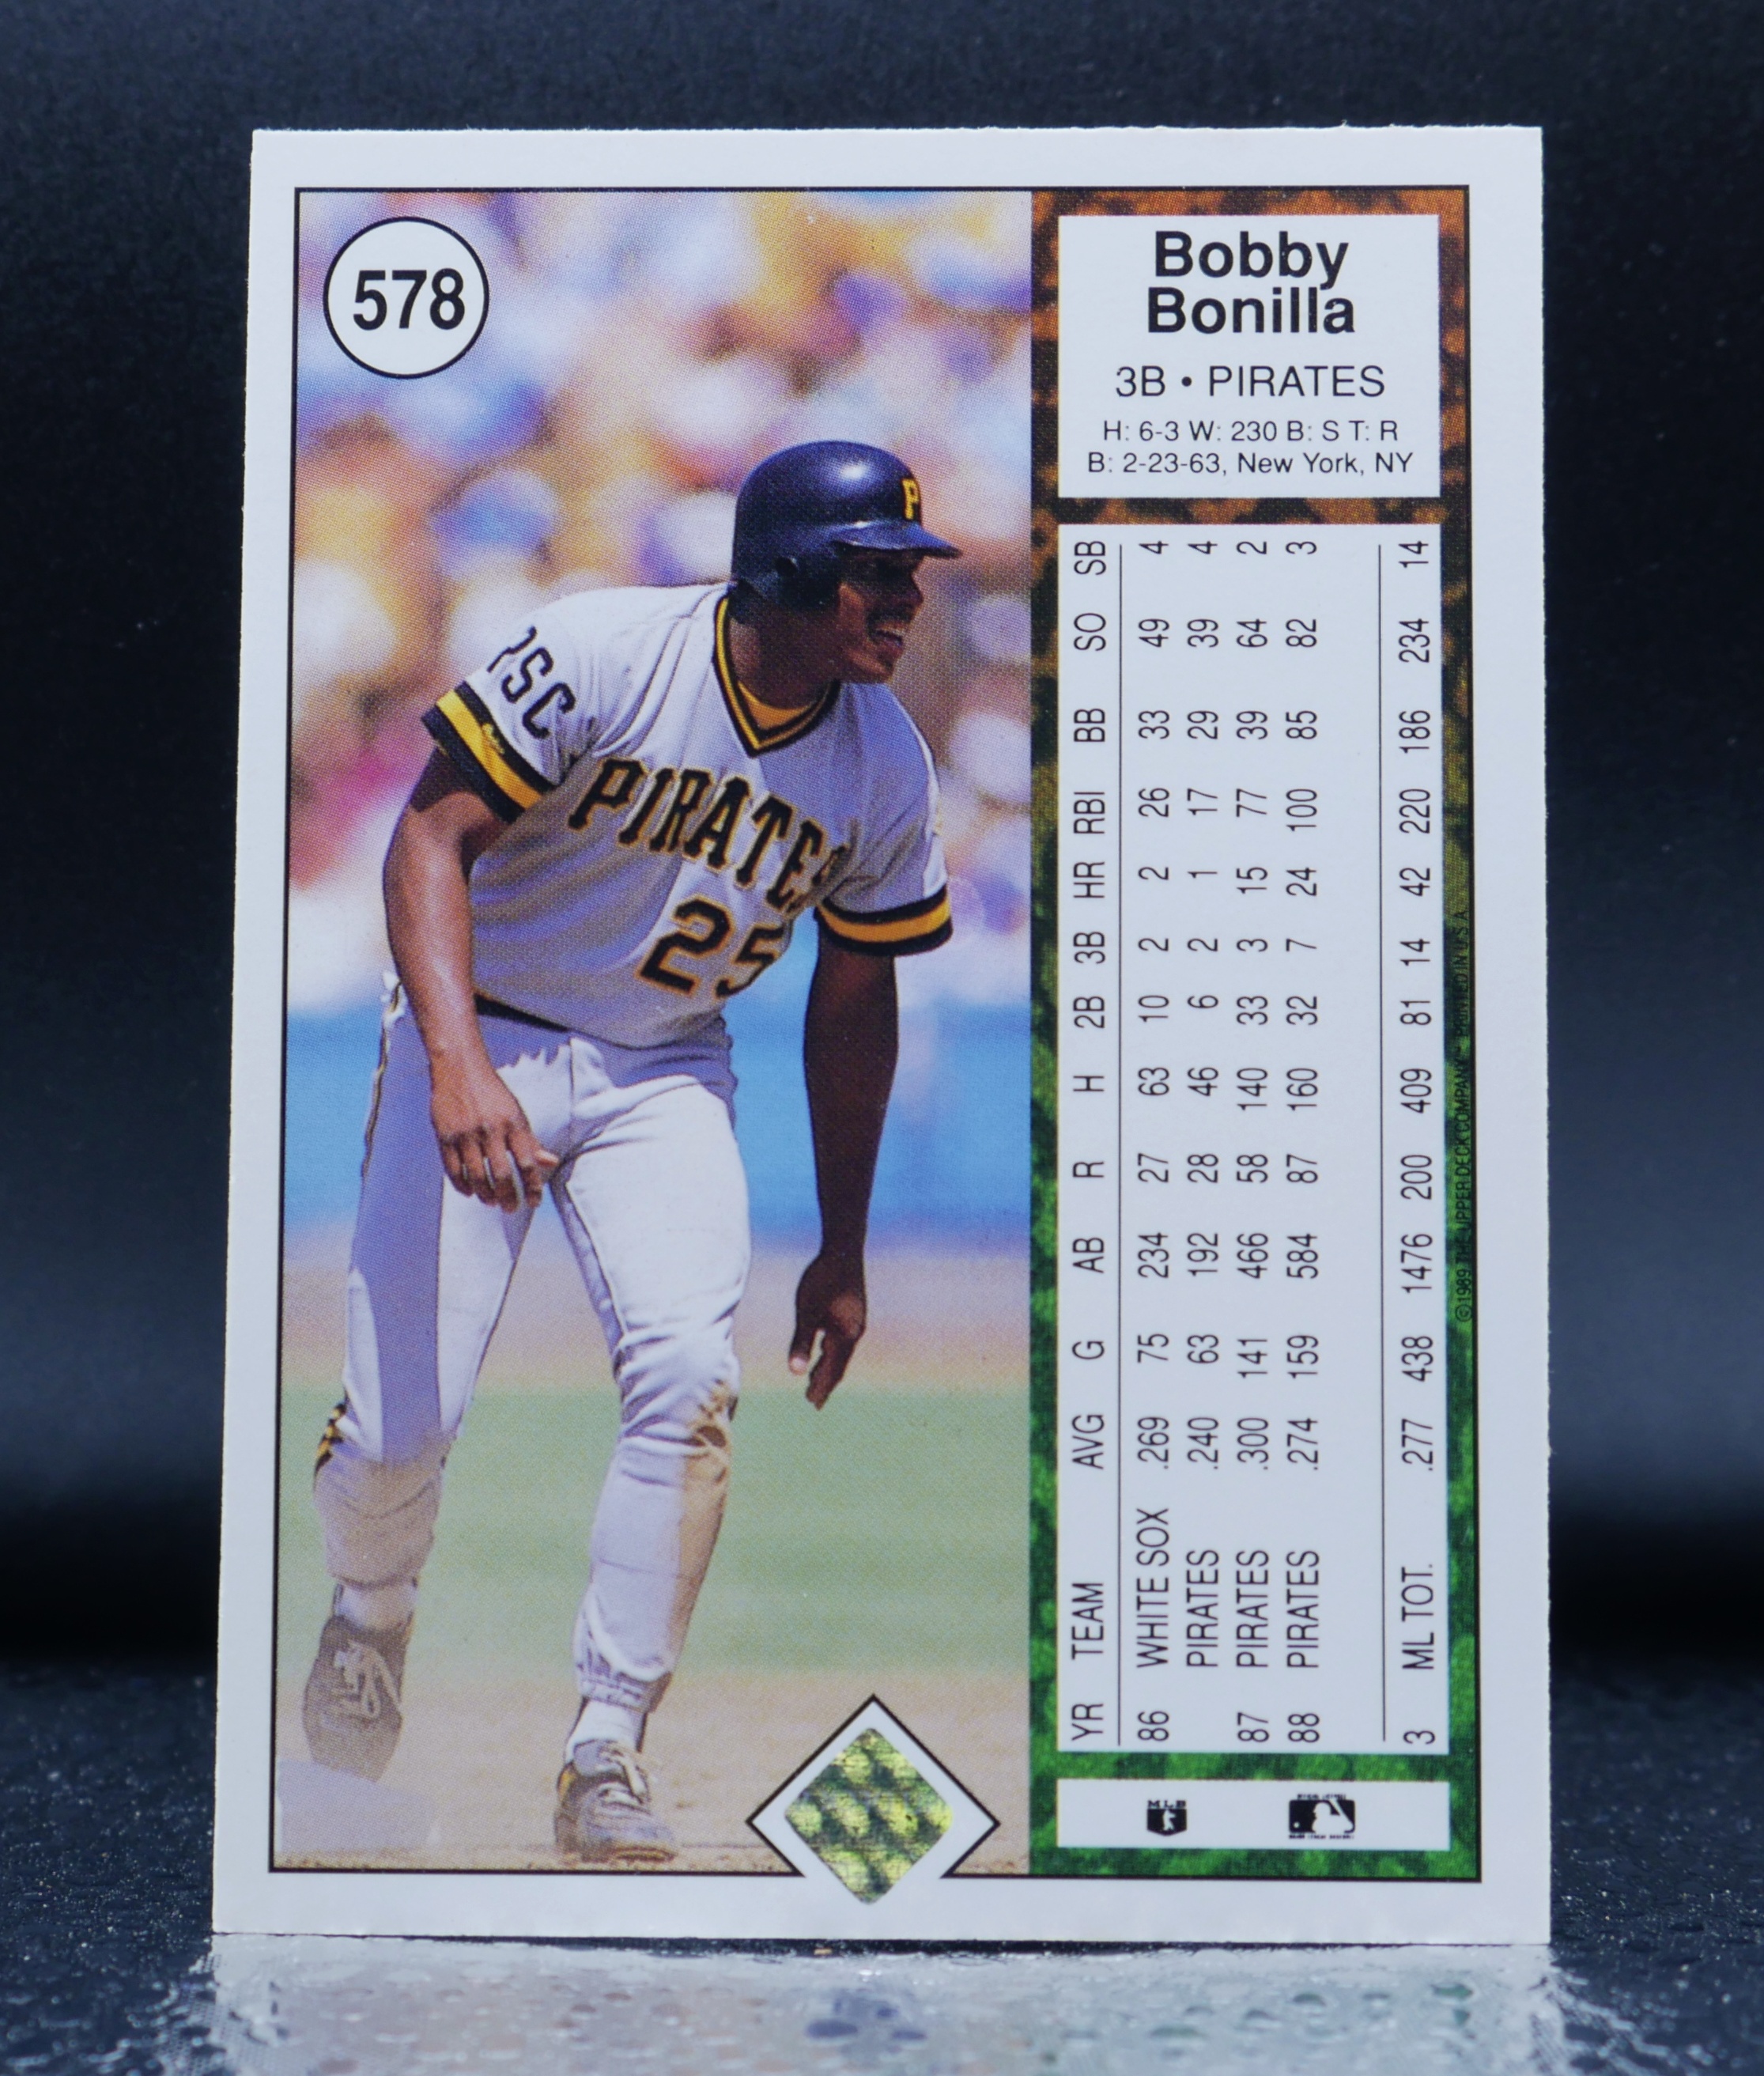 578
P
PSC
PIRATES
25
Bobby
Bonilla
3B • PIRATES
H: 6-3 W: 230 B: S T: R
B: 2-23-63, New York, NY
YR TEAM AVG G AB R H 2B 3B HR RBI BB SO SB
86 WHITE SOX .269 75 234 27 63 10 2 2 26 33 49 4
PIRATES .240 63 192 28 46 6 2 1 17 29 39 4
87 PIRATES .300 141 466 58 140 33 3 15 77 39 64 2
88 PIRATES .274 159 584 87 160 32 7 24 100 85 82 3
3 ML TOT. .277 438 1476 200 409 81 14 42 220 186 234 14
©1989 THE UPPER DECK COMPANY™ PRINTED IN U.S.A.
MLB